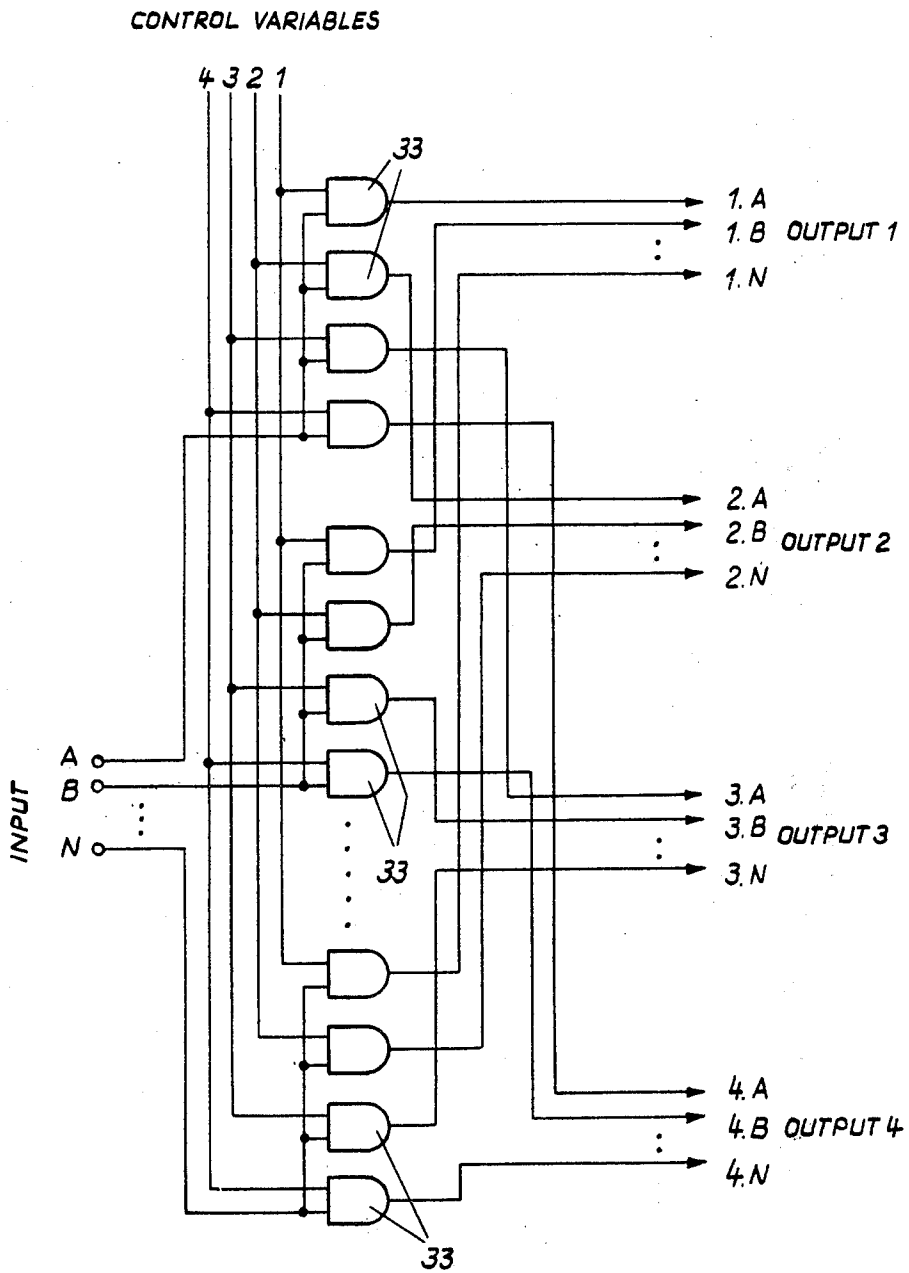 CONTROL VARIABLES
4 3 2 1
33
1.A
1.B OUTPUT 1
1.N
2.A
2.B OUTPUT 2
2.N
A
B
N
INPUT
33
3.A
3.B OUTPUT 3
3.N
4.A
4.B OUTPUT 4
4.N
33